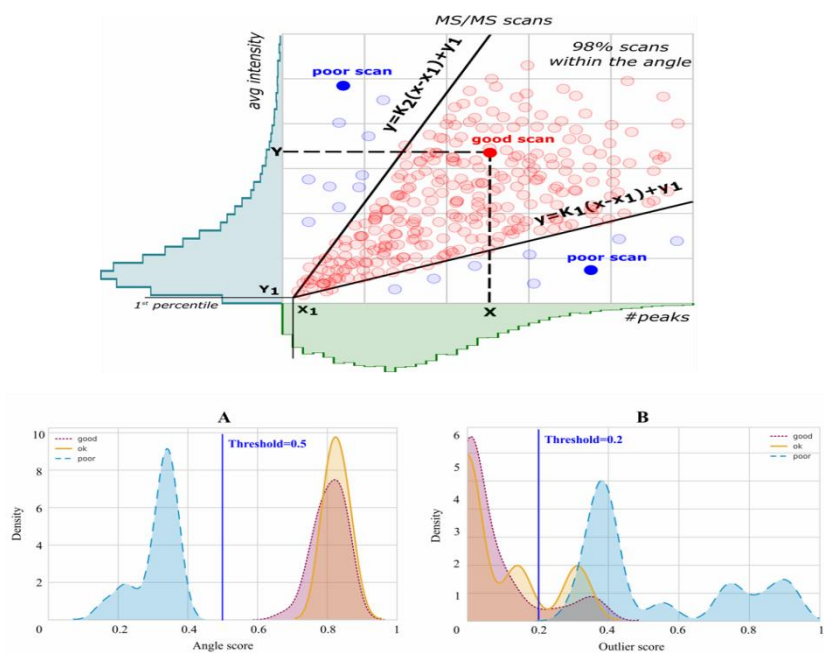 MS/MS scans
98% scans
within the angle
avg intensity
poor scan
y=K2(x-x1)+y1
good scan
Y
y=K1(x-x1)+y1
poor scan
Y1
1st percentile
X1
X
#peaks
A
B
10
8
6
4
2
0
0.2
0.4
0.6
0.8
1
Density
Angle score
Threshold=0.5
good
ok
poor
6
5
4
3
2
1
0
0.2
0.4
0.6
0.8
1
Density
Outlier score
Threshold=0.2
good
ok
poor